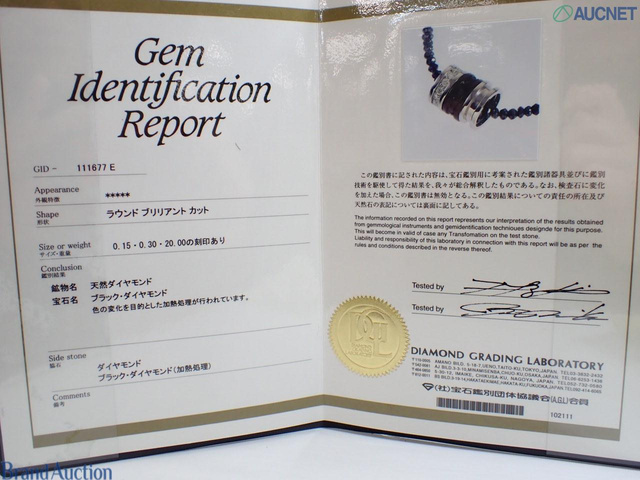 Gem
Identification
Report
GID - 111677 E
Appearance
外観特徴
*****
Shape
形状
ラウンド ブリリアント カット
Size or weight
サイズ・重量
0.15・0.30・20.00の刻印あり
Conclusion
鑑別結果
鉱物名 天然ダイヤモンド
宝石名 ブラック・ダイヤモンド
色の変化を目的とした加熱処理が行われています。
Side stone
脇石
ダイヤモンド
ブラック・ダイヤモンド(加熱処理)
Comments
備考
AUCNET
この鑑別書に記された内容は、宝石鑑別用に考案された鑑別諸器具並びに鑑別
技術を駆使して得た結果を、我々が総合解釈したものである。なお、検査石に変化
を加えた場合、この鑑別書は無効となる。この鑑別結果についての責任の所在及び
天然石の表記については裏面に記してある。
The information recorded on this report represents our interpretation of the results obtained
from gemmological instruments and gemidentification techniques designde for this purpose.
This will become in valid of case any Transfomation on the test stone.
Liability and responsibility of this laboratory in connection with this report will be as per the
rules and conditions described in the reverse thereof.
Tested by
Tested by
DIAMOND GRADING LABORATORY
(社)宝石鑑別団体協議会(AGL)会員
102111
Brand Auction